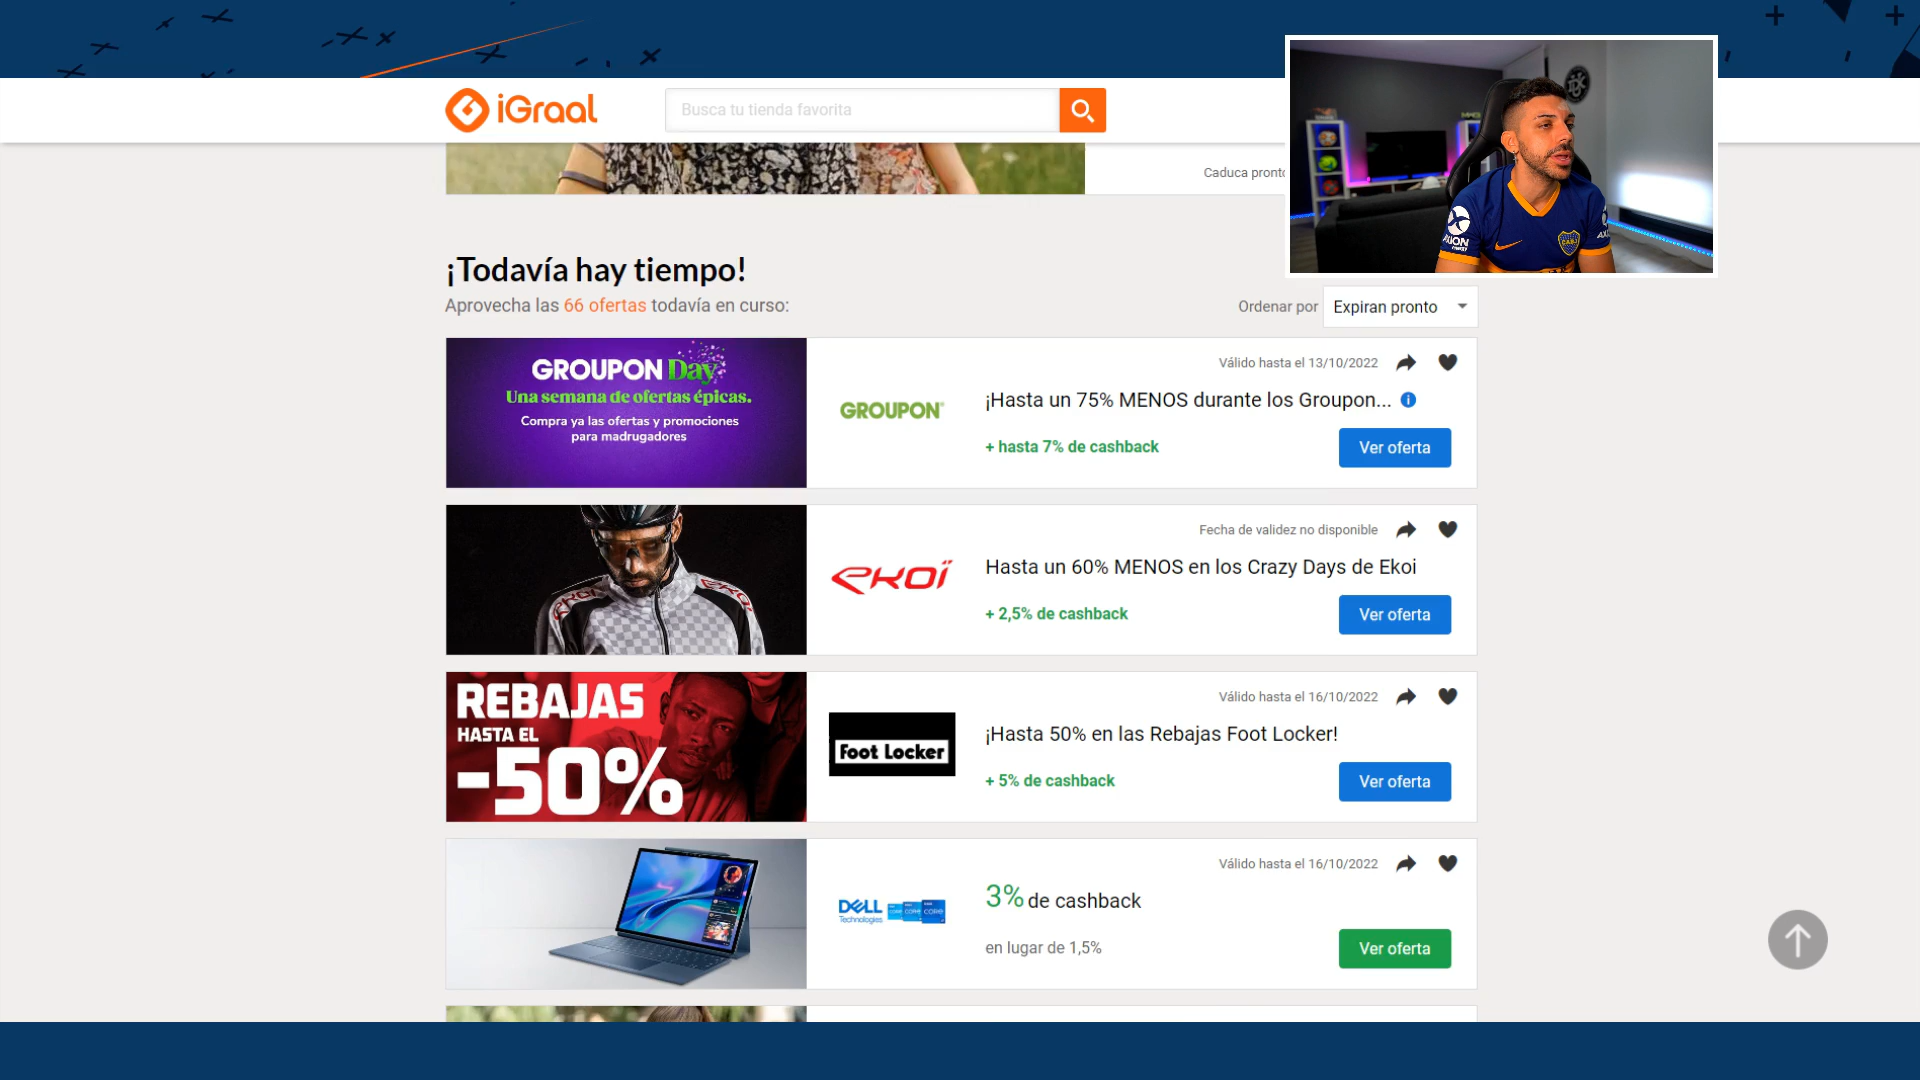 iGraal
Busca tu tienda favorita
Caduca pronto
¡Todavía hay tiempo!
Aprovecha las 66 ofertas todavía en curso:
Ordenar por
Expiran pronto
GROUPON Day
Una semana de ofertas épicas.
Compra ya las ofertas y promociones
para madrugadores
GROUPON
Válido hasta el 13/10/2022
¡Hasta un 75% MENOS durante los Groupon...
+ hasta 7% de cashback
Ver oferta
EKOÏ
Fecha de validez no disponible
Hasta un 60% MENOS en los Crazy Days de Ekoi
+ 2,5% de cashback
Ver oferta
REBAJAS
HASTA EL
-50%
Foot Locker
Válido hasta el 16/10/2022
¡Hasta 50% en las Rebajas Foot Locker!
+ 5% de cashback
Ver oferta
DELL
Technologies
CORE
Válido hasta el 16/10/2022
3% de cashback
en lugar de 1,5%
Ver oferta
AXION
CABJ